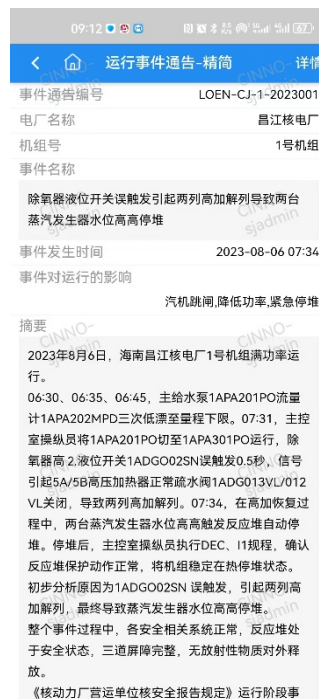 09:12
67
运行事件通告-精简
详情
事件通告编号 LOEN-CJ-1-2023001
电厂名称 昌江核电厂
机组号 1号机组
事件名称
除氧器液位开关误触发引起两列高加解列导致两台
蒸汽发生器水位高高停堆
事件发生时间 2023-08-06 07:34
事件对运行的影响
汽机跳闸,降低功率,紧急停堆
摘要
2023年8月6日，海南昌江核电厂1号机组满功率运
行。
06:30、06:35、06:45，主给水泵1APA201PO流量
计1APA202MPD三次低漂至量程下限。07:31，主控
室操纵员将1APA201PO切至1APA301PO运行，除
氧器高2液位开关1ADGO02SN误触发0.5秒，信号
引起5A/5B高压加热器正常疏水阀1ADG013VL/012
VL关闭，导致两列高加解列。07:34，在高加恢复过
程中，两台蒸汽发生器水位高高触发反应堆自动停
堆。停堆后，主控室操纵员执行DEC、I1规程，确认
反应堆保护动作正常，将机组稳定在热停堆状态。
初步分析原因为1ADGO02SN 误触发，引起两列高
加解列，最终导致蒸汽发生器水位高高停堆。
整个事件过程中，各安全相关系统正常，反应堆处
于安全状态，三道屏障完整，无放射性物质对外释
放。
《核动力厂营运单位核安全报告规定》运行阶段事
CINNO-
sjadmin